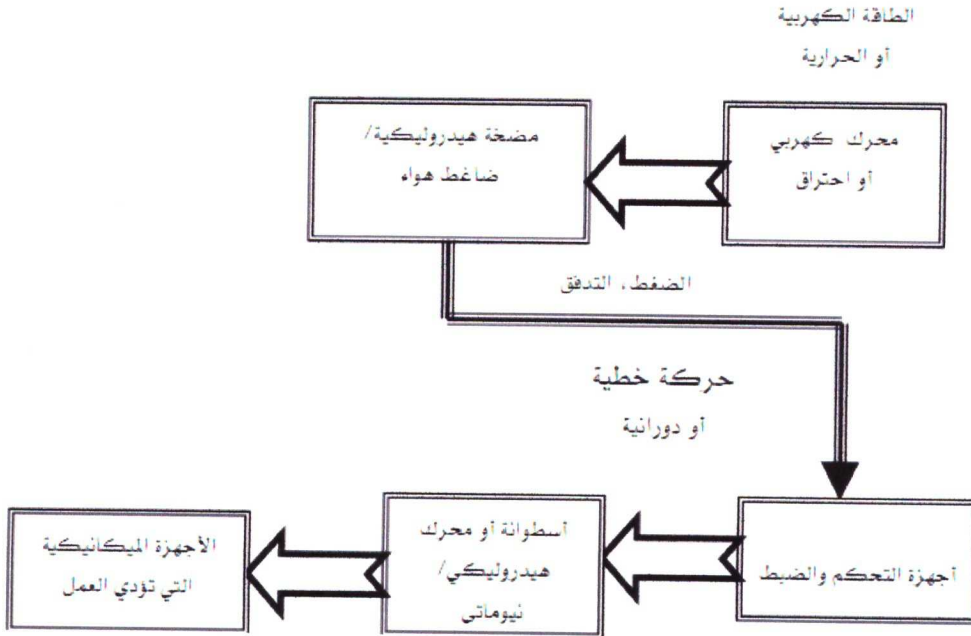 الطاقة الكهربية
أو الحرارية
محرك كهربي
أو احتراق
مضخة هيدروليكية/
ضاغط هواء
الضغط، التدفق
حركة خطية
أو دورانية
أجهزة التحكم والضبط
أسطوانة أو محرك
هيدروليكي/
نيوماتي
الأجهزة الميكانيكية
التي تؤدي العمل